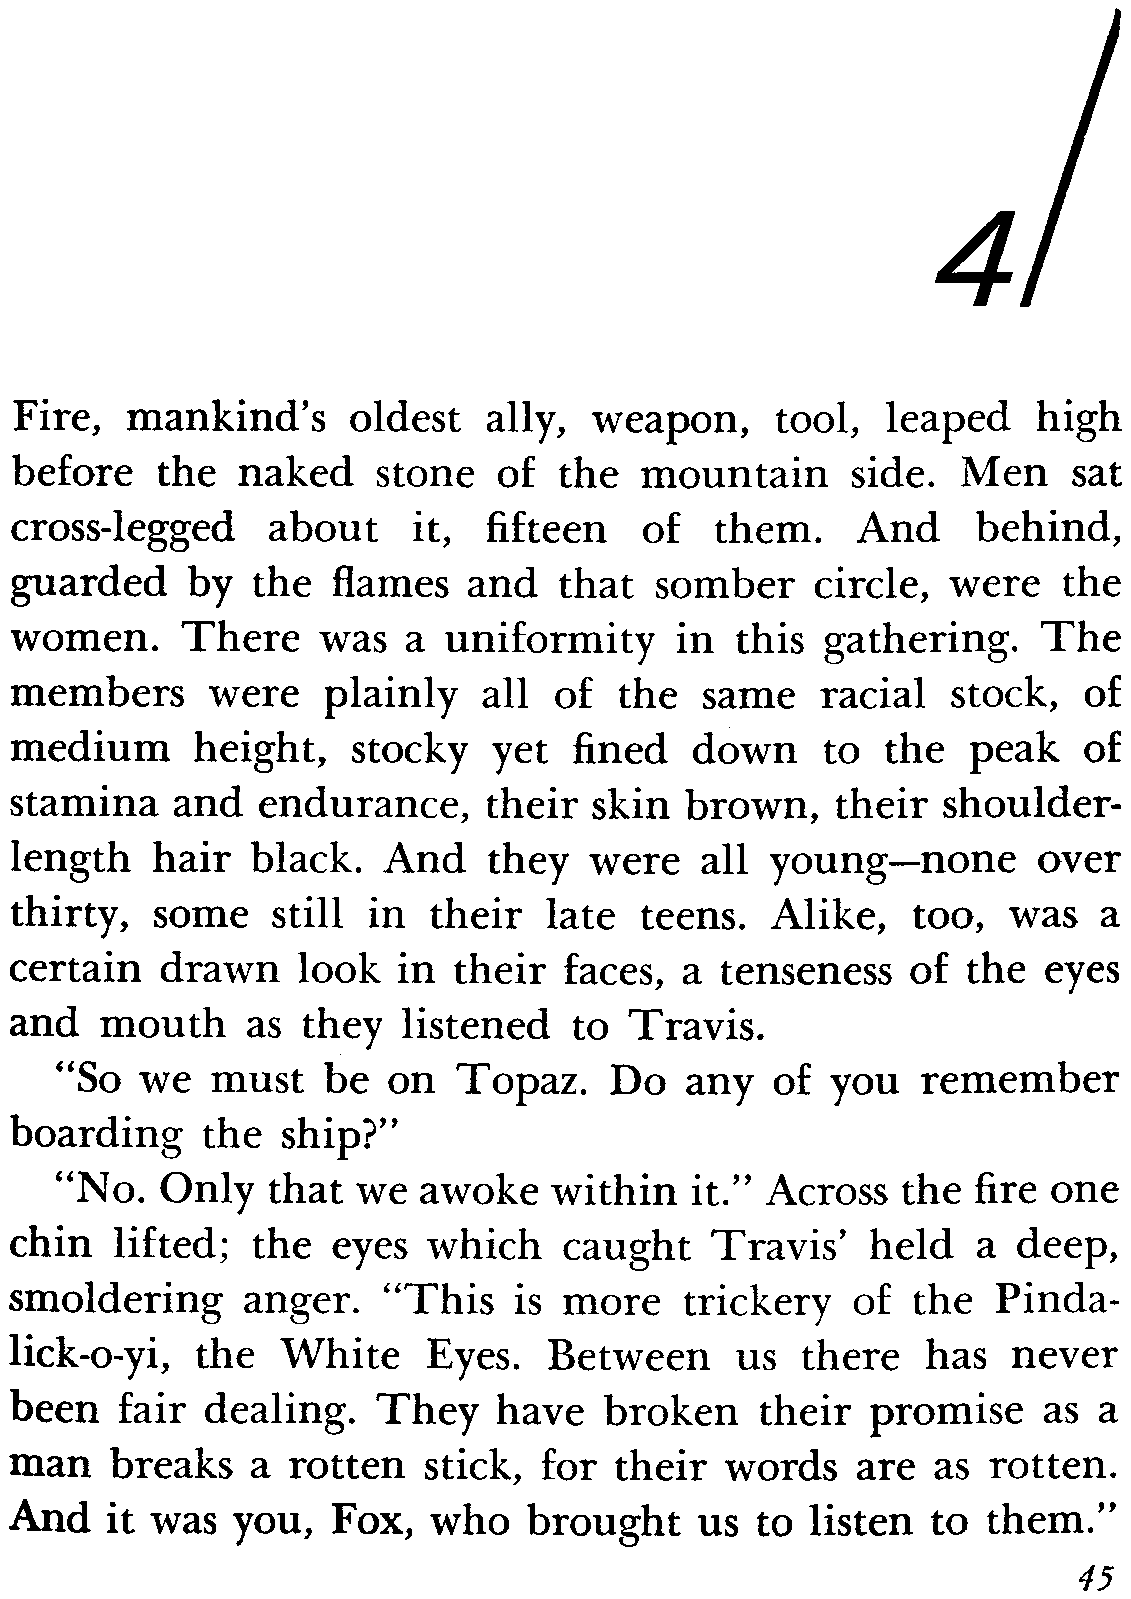 4/
Fire, mankind's oldest ally, weapon, tool, leaped high
before the naked stone of the mountain side. Men sat
cross-legged about it, fifteen of them. And behind,
guarded by the flames and that somber circle, were the
women. There was a uniformity in this gathering. The
members were plainly all of the same racial stock, of
medium height, stocky yet fined down to the peak of
stamina and endurance, their skin brown, their shoulder-
length hair black. And they were all young—none over
thirty, some still in their late teens. Alike, too, was a
certain drawn look in their faces, a tenseness of the eyes
and mouth as they listened to Travis.
“So we must be on Topaz. Do any of you remember
boarding the ship?”
“No. Only that we awoke within it.” Across the fire one
chin lifted; the eyes which caught Travis’ held a deep,
smoldering anger. “This is more trickery of the Pinda-
lick-o-yi, the White Eyes. Between us there has never
been fair dealing. They have broken their promise as a
man breaks a rotten stick, for their words are as rotten.
And it was you, Fox, who brought us to listen to them.”
45